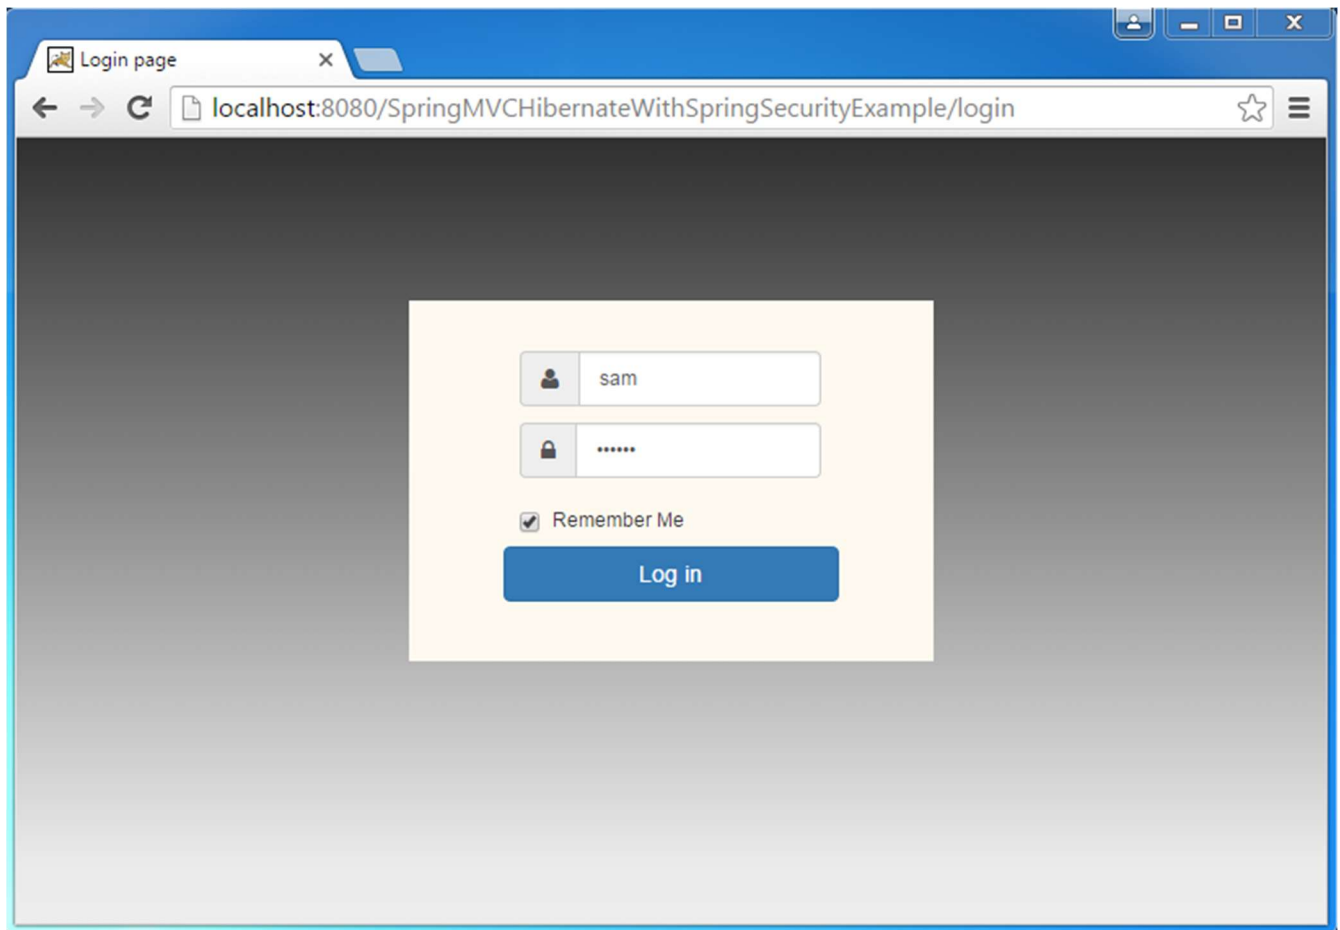 Login page
localhost:8080/SpringMVCHibernateWithSpringSecurityExample/login
sam
••••••
Remember Me
Log in